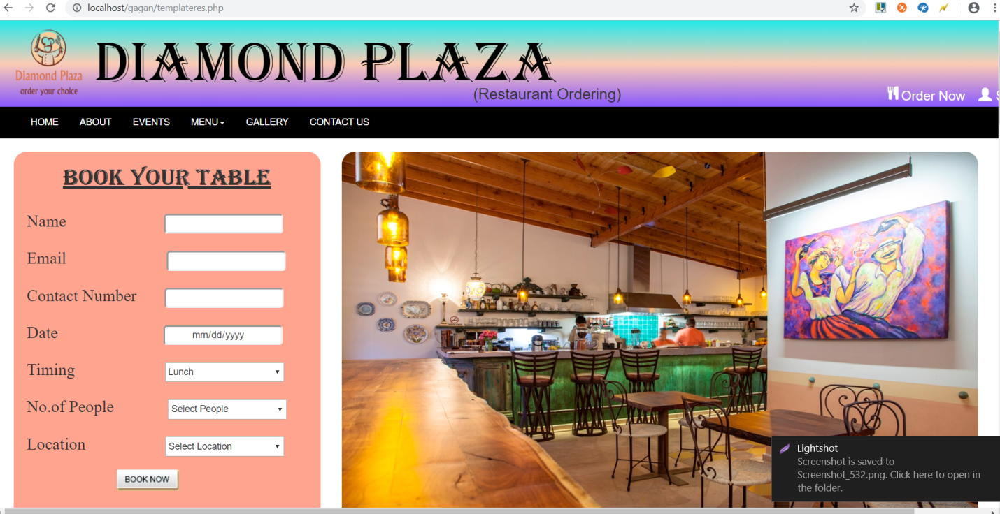 localhost/gagan/templateres.php
Diamond Plaza
order your choice
DIAMOND PLAZA
(Restaurant Ordering)
Order Now
S
HOME ABOUT EVENTS MENU GALLERY CONTACT US
BOOK YOUR TABLE
Name
Email
Contact Number
Date mm/dd/yyyy
Timing Lunch
No.of People Select People
Location Select Location
BOOK NOW
Lightshot
Screenshot is saved to
Screenshot_532.png. Click here to open in
the folder.